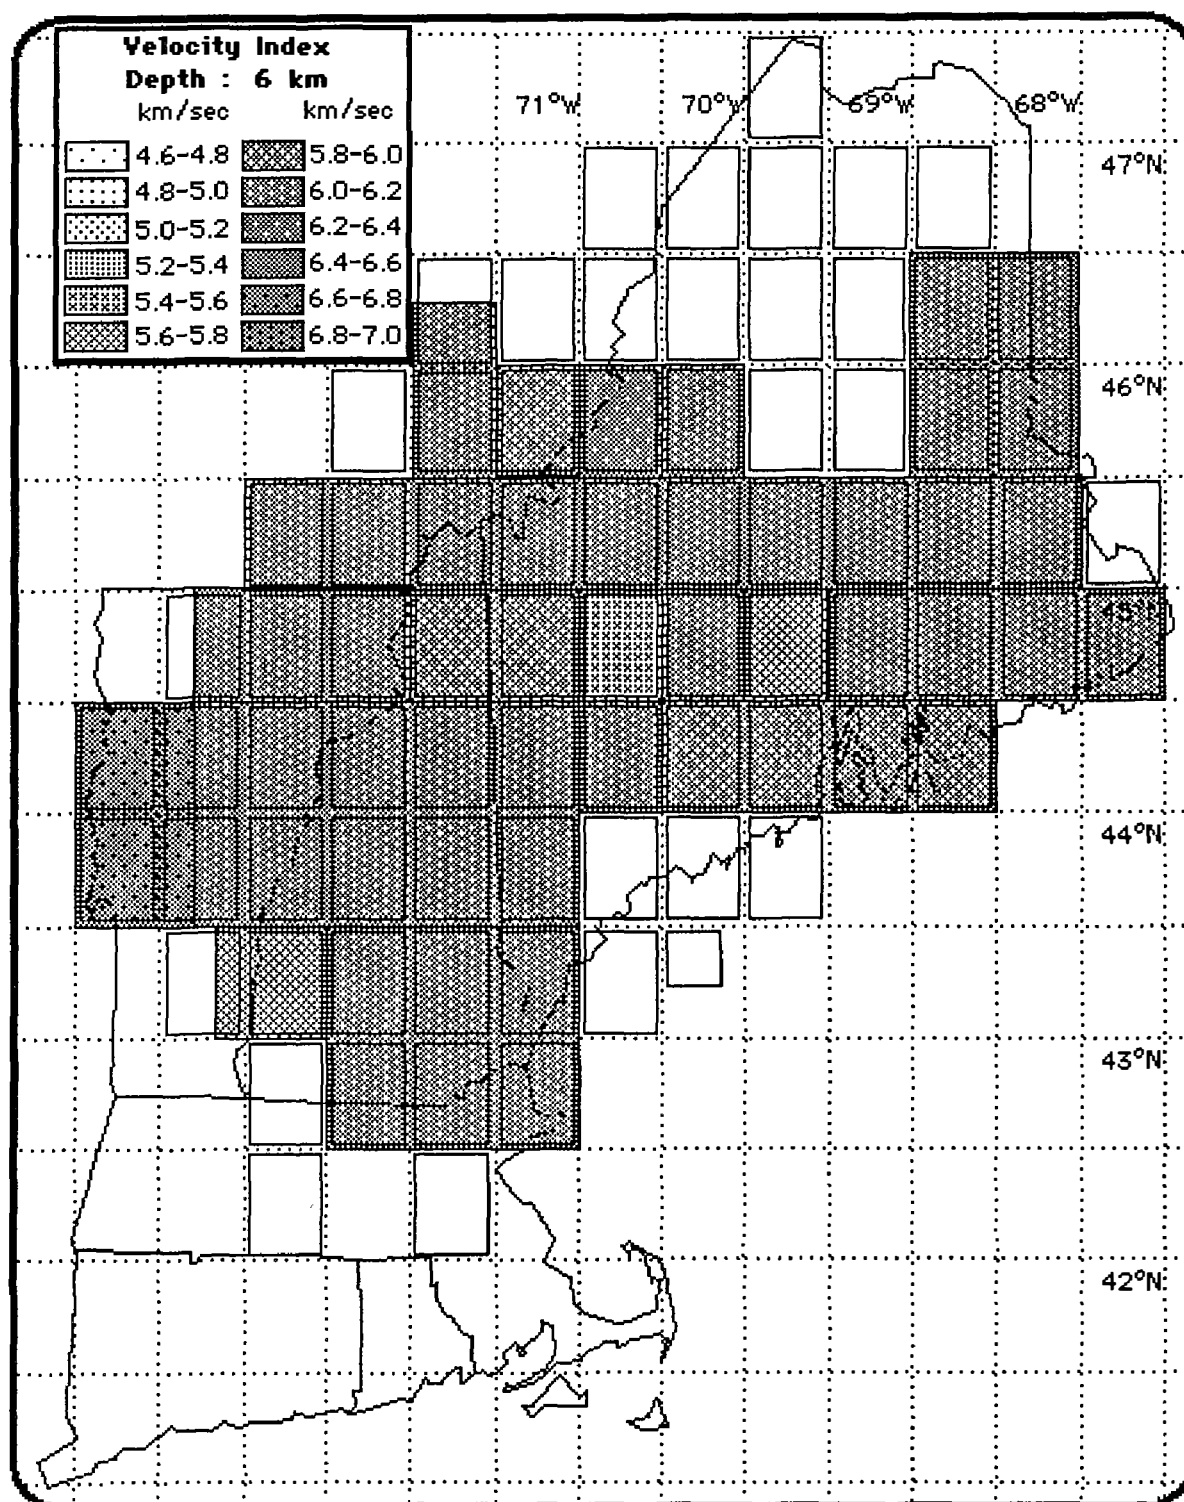 Velocity Index
Depth : 6 km
km/sec km/sec
4.6-4.8 5.8-6.0
4.8-5.0 6.0-6.2
5.0-5.2 6.2-6.4
5.2-5.4 6.4-6.6
5.4-5.6 6.6-6.8
5.6-5.8 6.8-7.0
71°W 70°W 69°W 68°W
47°N
46°N
45°N
44°N
43°N
42°N